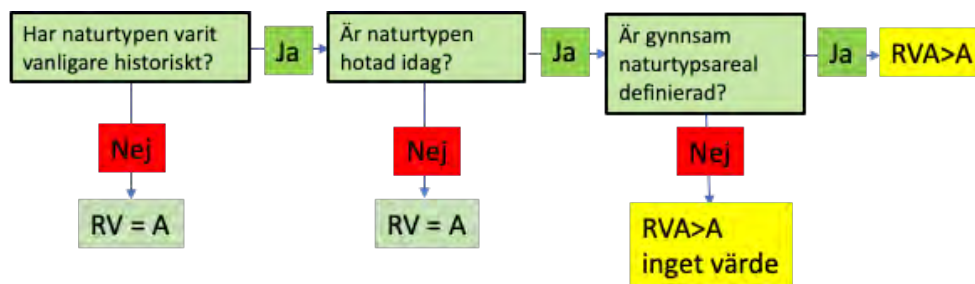 Har naturtypen varit
vanligare historiskt?
Ja
Är naturtypen
hotad idag?
Ja
Är gynnsam
naturtypsareal
definierad?
Ja
RVA>A
Nej
Nej
Nej
RV = A
RV = A
RVA>A
inget värde